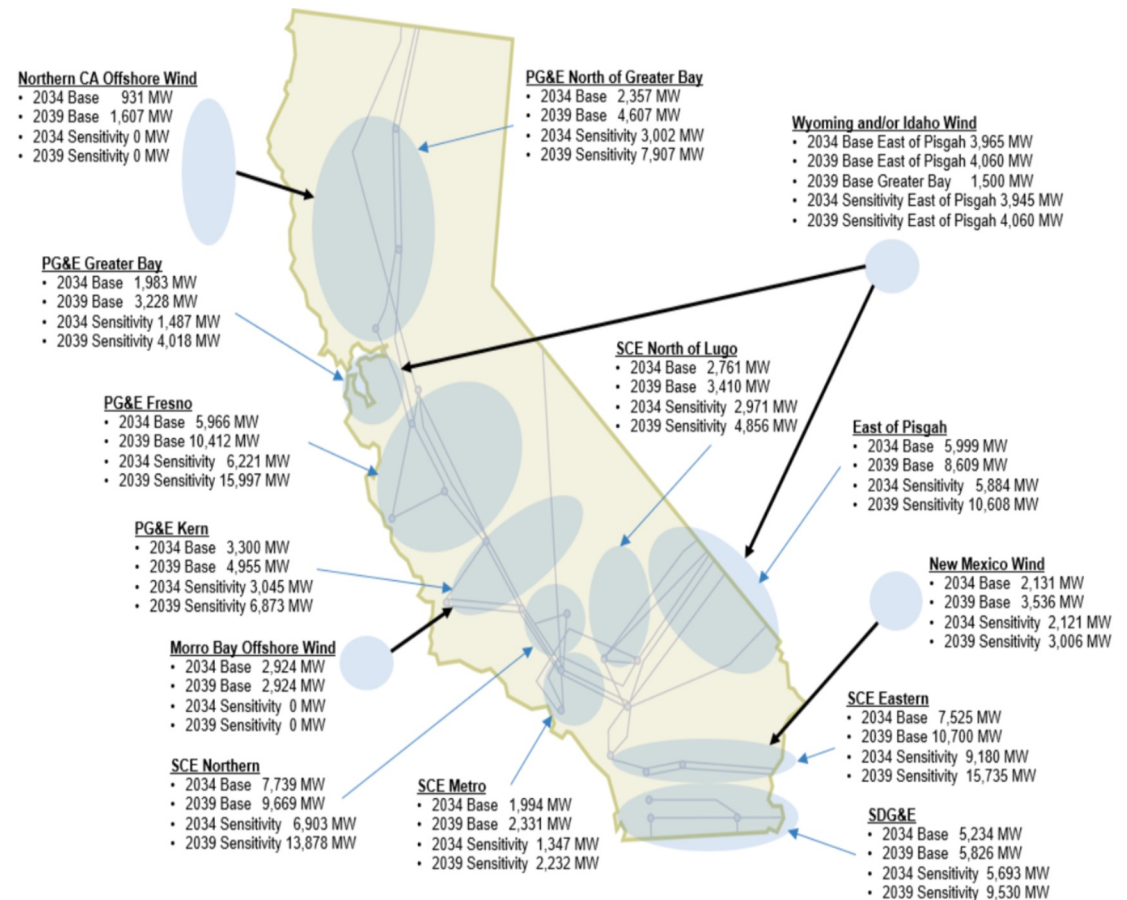 Northern CA Offshore Wind
• 2034 Base 931 MW
• 2039 Base 1,607 MW
• 2034 Sensitivity 0 MW
• 2039 Sensitivity 0 MW
PG&E North of Greater Bay
• 2034 Base 2,357 MW
• 2039 Base 4,607 MW
• 2034 Sensitivity 3,002 MW
• 2039 Sensitivity 7,907 MW
Wyoming and/or Idaho Wind
• 2034 Base East of Pisgah 3,965 MW
• 2039 Base East of Pisgah 4,060 MW
• 2039 Base Greater Bay 1,500 MW
• 2034 Sensitivity East of Pisgah 3,945 MW
• 2039 Sensitivity East of Pisgah 4,060 MW
PG&E Greater Bay
• 2034 Base 1,983 MW
• 2039 Base 3,228 MW
• 2034 Sensitivity 1,487 MW
• 2039 Sensitivity 4,018 MW
SCE North of Lugo
• 2034 Base 2,761 MW
• 2039 Base 3,410 MW
• 2034 Sensitivity 2,971 MW
• 2039 Sensitivity 4,856 MW
PG&E Fresno
• 2034 Base 5,966 MW
• 2039 Base 10,412 MW
• 2034 Sensitivity 6,221 MW
• 2039 Sensitivity 15,997 MW
East of Pisgah
• 2034 Base 5,999 MW
• 2039 Base 8,609 MW
• 2034 Sensitivity 5,884 MW
• 2039 Sensitivity 10,608 MW
PG&E Kern
• 2034 Base 3,300 MW
• 2039 Base 4,955 MW
• 2034 Sensitivity 3,045 MW
• 2039 Sensitivity 6,873 MW
New Mexico Wind
• 2034 Base 2,131 MW
• 2039 Base 3,536 MW
• 2034 Sensitivity 2,121 MW
• 2039 Sensitivity 3,006 MW
Morro Bay Offshore Wind
• 2034 Base 2,924 MW
• 2039 Base 2,924 MW
• 2034 Sensitivity 0 MW
• 2039 Sensitivity 0 MW
SCE Eastern
• 2034 Base 7,525 MW
• 2039 Base 10,700 MW
• 2034 Sensitivity 9,180 MW
• 2039 Sensitivity 15,735 MW
SCE Northern
• 2034 Base 7,739 MW
• 2039 Base 9,669 MW
• 2034 Sensitivity 6,903 MW
• 2039 Sensitivity 13,878 MW
SCE Metro
• 2034 Base 1,994 MW
• 2039 Base 2,331 MW
• 2034 Sensitivity 1,347 MW
• 2039 Sensitivity 2,232 MW
SDG&E
• 2034 Base 5,234 MW
• 2039 Base 5,826 MW
• 2034 Sensitivity 5,693 MW
• 2039 Sensitivity 9,530 MW